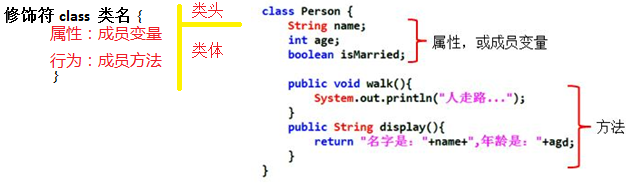 修饰符 class 类名 {
属性：成员变量
行为：成员方法
}
类头
类体
class Person {
String name;
int age;
boolean isMarried;
属性，或成员变量
public void walk(){
System.out.println("人走路...");
}
public String display(){
return "名字是："+name+",年龄是："+agd;
}
}
方法